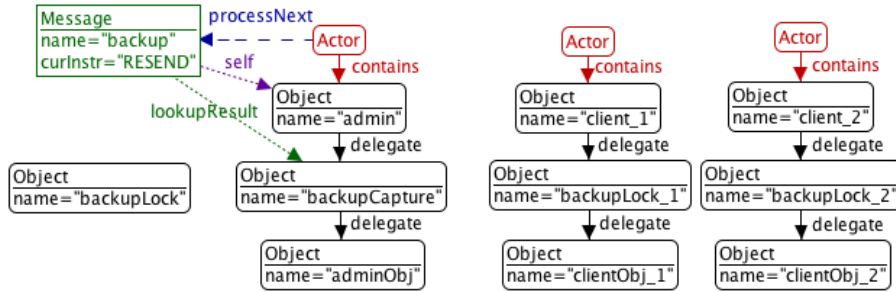 Message
name="backup"
curInstr="RESEND"
processNext
Actor
self
contains
lookupResult
Object
name="admin"
delegate
Object
name="backupLock"
Object
name="backupCapture"
delegate
Object
name="adminObj"
Actor
contains
Object
name="client_1"
delegate
Object
name="backupLock_1"
delegate
Object
name="clientObj_1"
Actor
contains
Object
name="client_2"
delegate
Object
name="backupLock_2"
delegate
Object
name="clientObj_2"